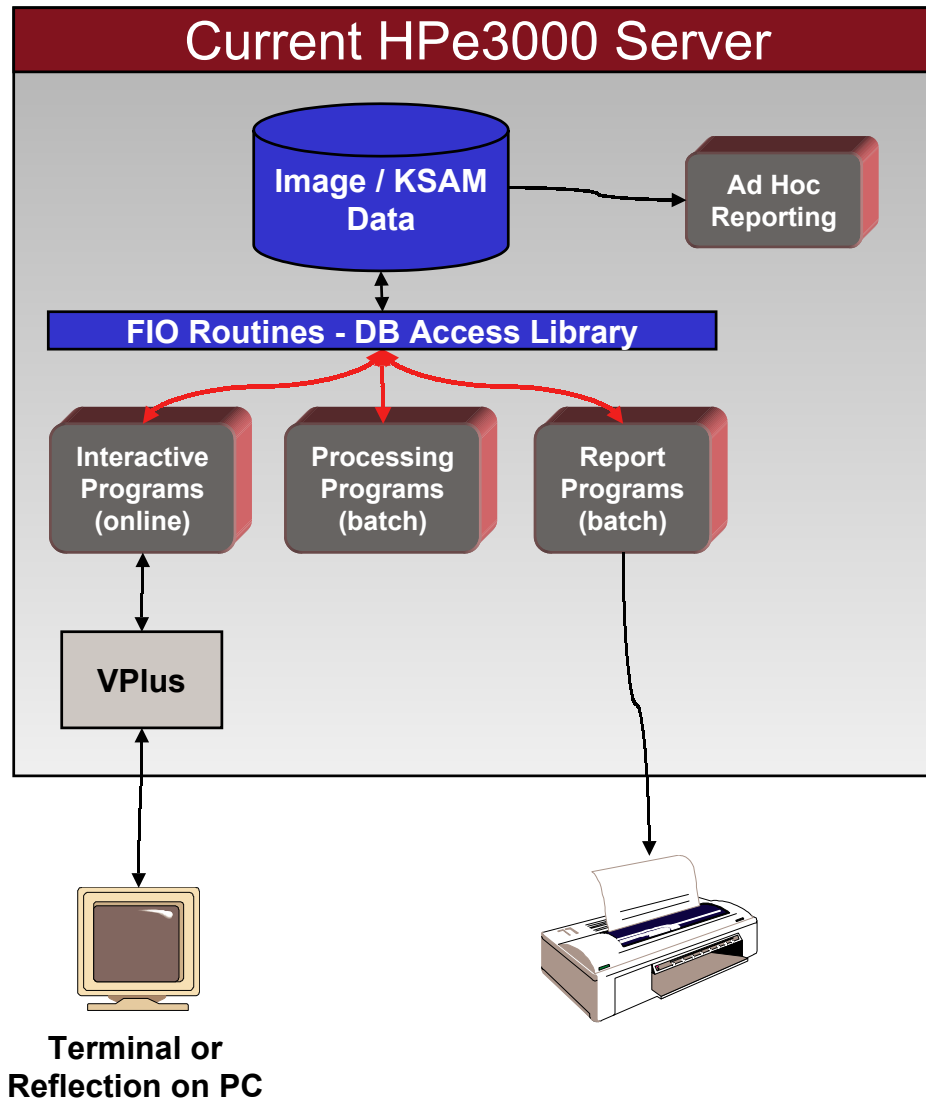 Current HPe3000 Server
Image / KSAM
Data
Ad Hoc
Reporting
FIO Routines - DB Access Library
Interactive
Programs
(online)
Processing
Programs
(batch)
Report
Programs
(batch)
VPlus
Terminal or
Reflection on PC